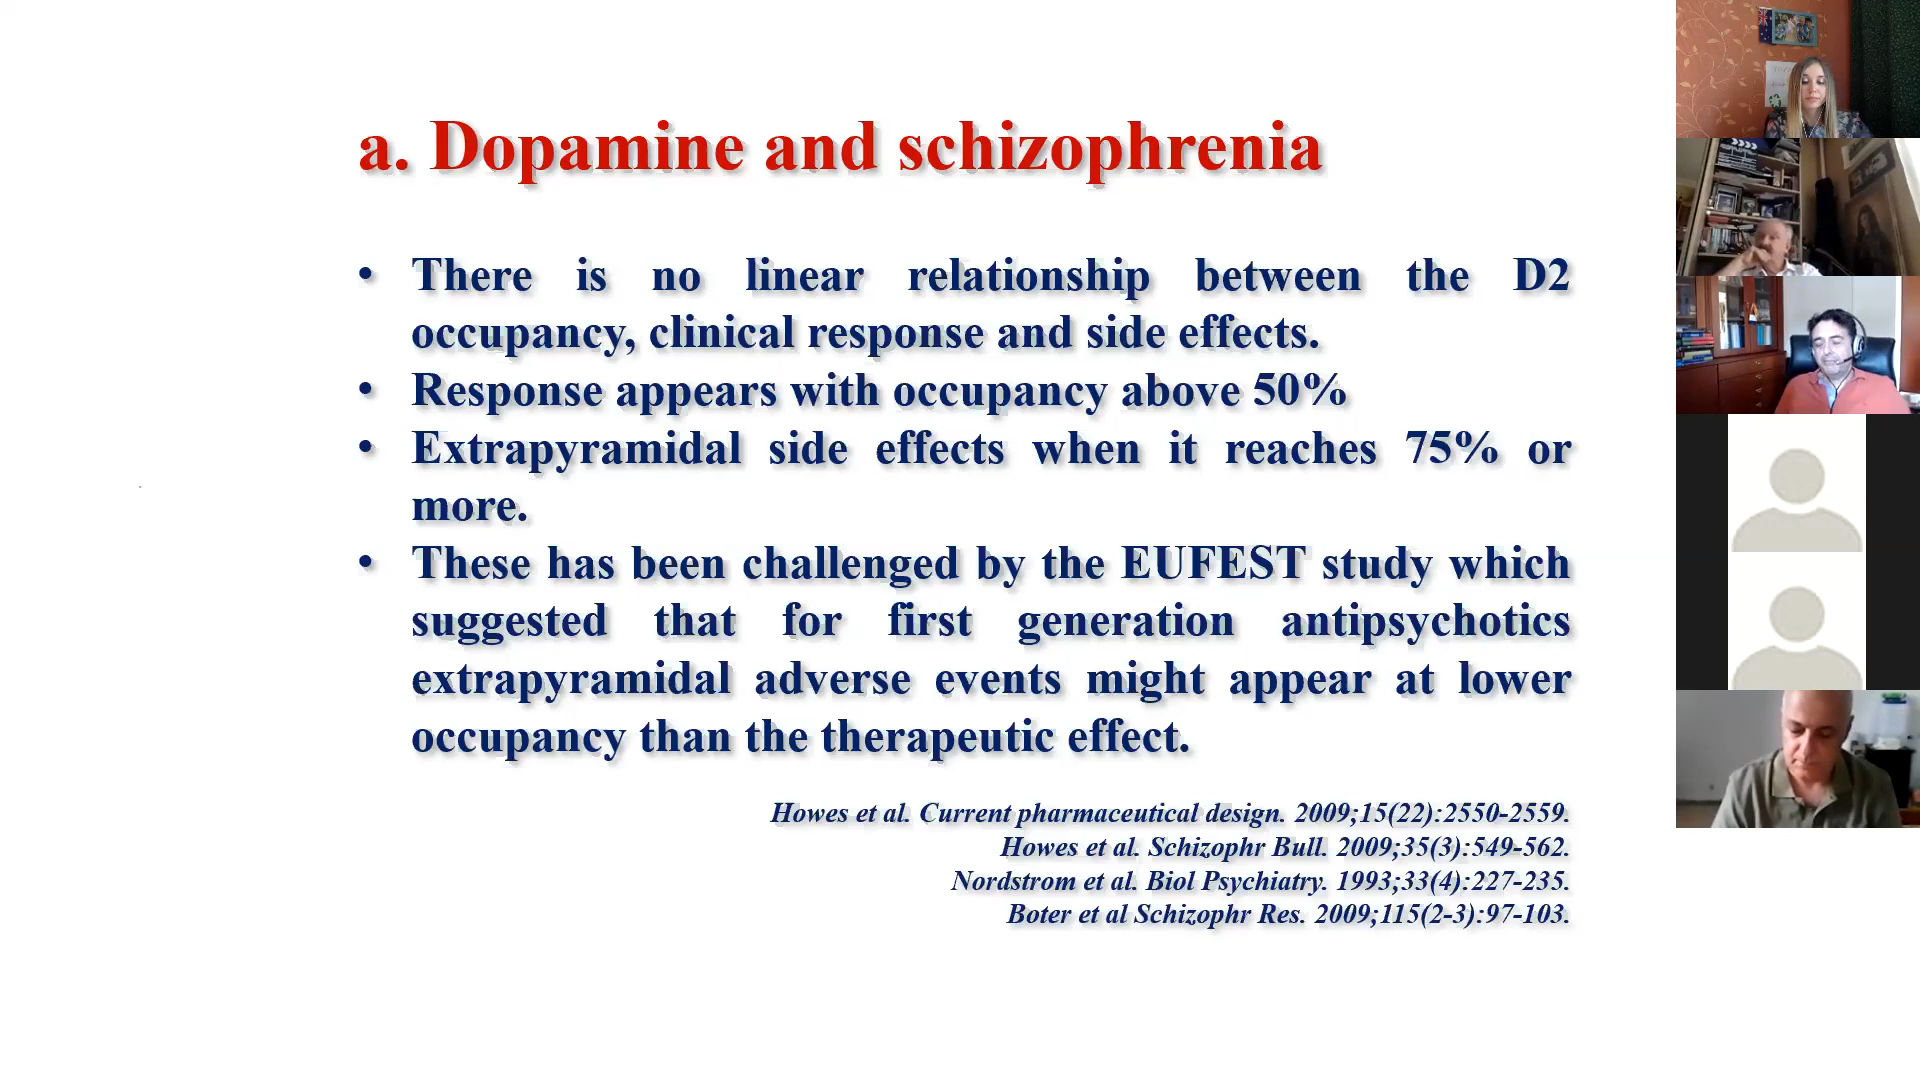 a. Dopamine and schizophrenia
• There is no linear relationship between the D2
occupancy, clinical response and side effects.
• Response appears with occupancy above 50%
• Extrapyramidal side effects when it reaches 75% or
more.
• These has been challenged by the EUFEST study which
suggested that for first generation antipsychotics
extrapyramidal adverse events might appear at lower
occupancy than the therapeutic effect.
Howes et al. Current pharmaceutical design. 2009;15(22):2550-2559.
Howes et al. Schizophr Bull. 2009;35(3):549-562.
Nordstrom et al. Biol Psychiatry. 1993;33(4):227-235.
Boter et al Schizophr Res. 2009;115(2-3):97-103.